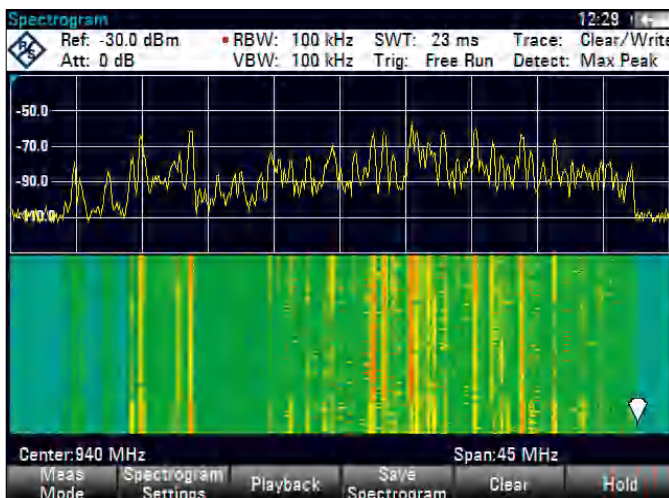 Spectrogram 12:29
Ref: -30.0 dBm RBW: 100 kHz SWT: 23 ms Trace: Clear/Write
Att: 0 dB VBW: 100 kHz Trig: Free Run Detect: Max Peak
-50.0
-70.0
-90.0
-110.0
Center:940 MHz Span:45 MHz
Meas Mode
Spectrogram Settings
Playback
Save Spectrogram
Clear
Hold